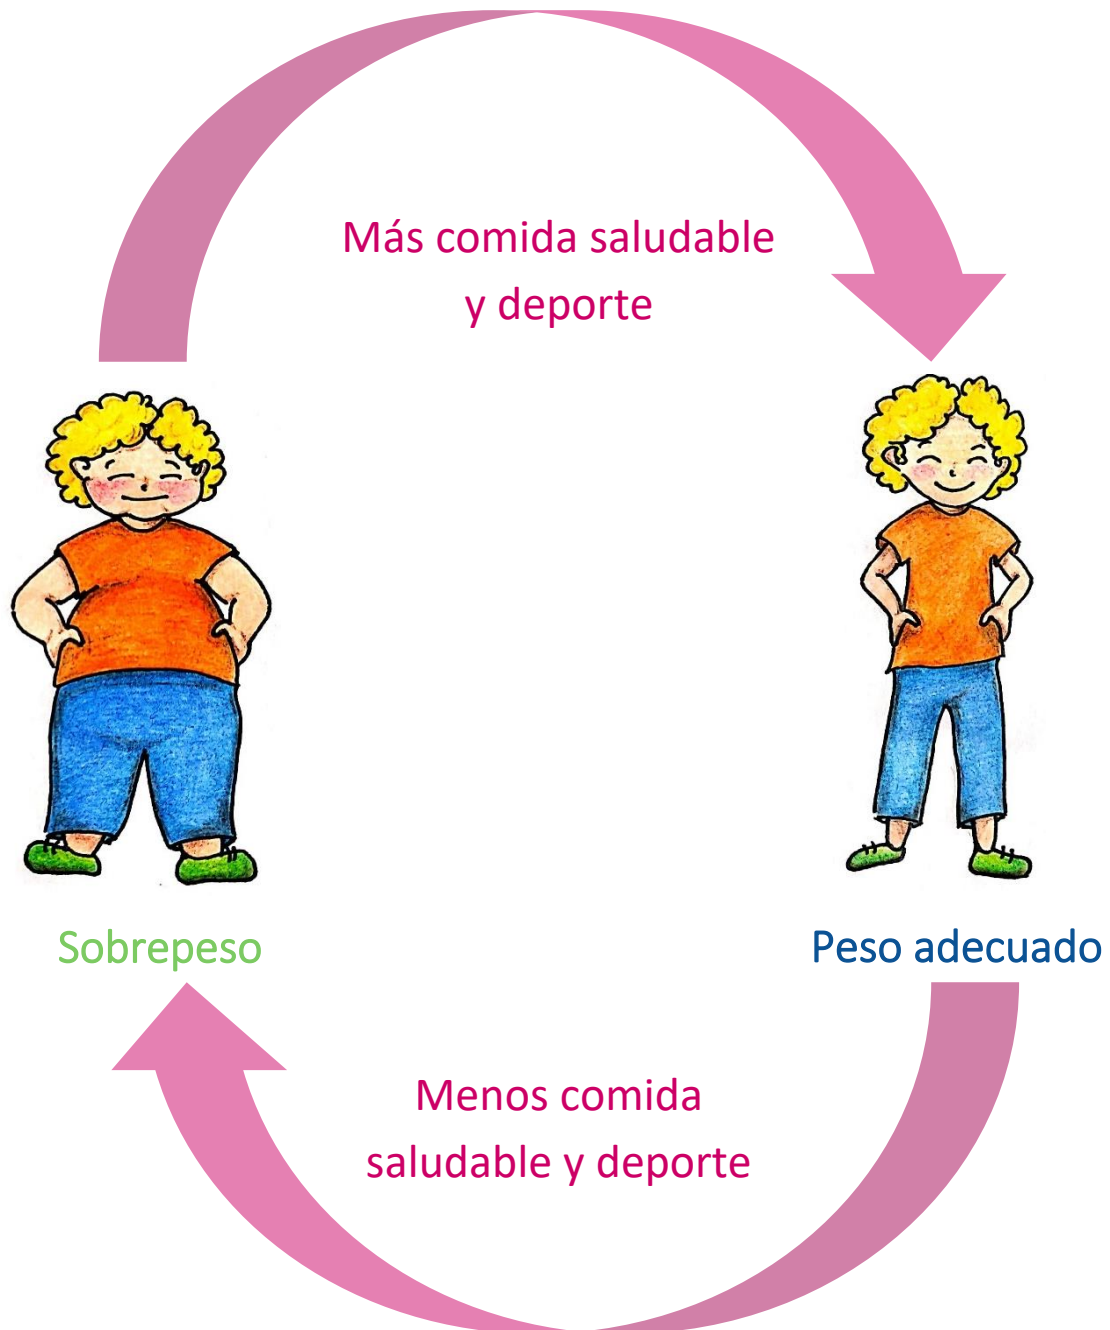 Más comida saludable
y deporte
Sobrepeso
Peso adecuado
Menos comida
saludable y deporte